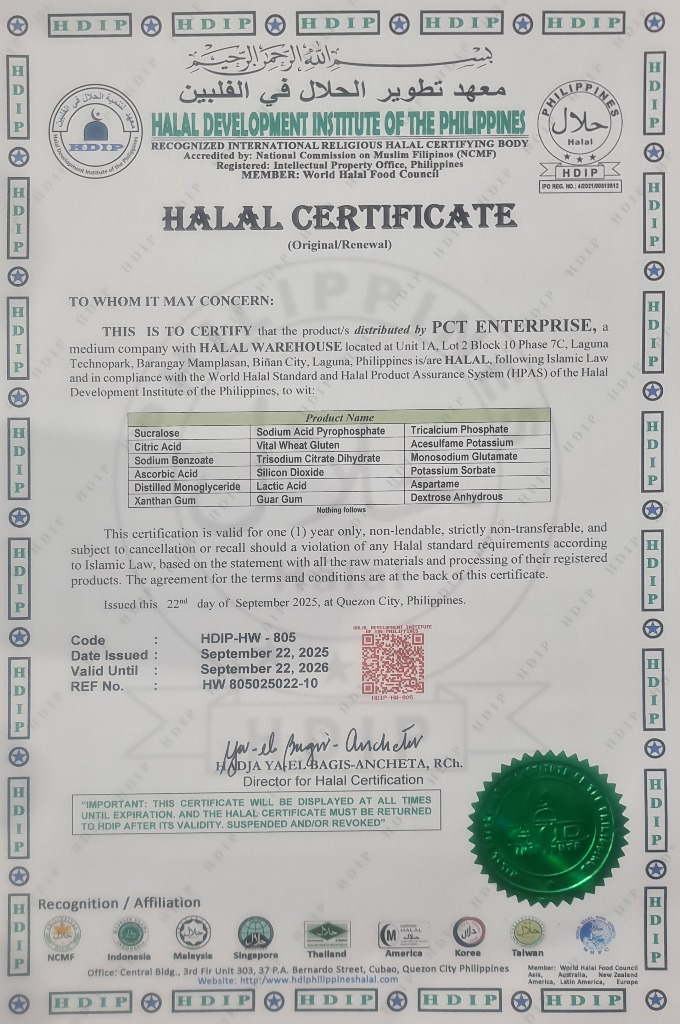 HDIP HDIP HDIP HDIP HDIP
بسم الله الرحمن الرحيم
معهد تطوير الحلال في الفلبين
HALAL DEVELOPMENT INSTITUTE OF THE PHILIPPINES
RECOGNIZED INTERNATIONAL RELIGIOUS HALAL CERTIFYING BODY
Accredited by: National Commission on Muslim Filipinos (NCMF)
Registered: Intellectual Property Office, Philippines
MEMBER: World Halal Food Council
HDIP
Halal Development Institute of the Philippines
PHILIPPINES
حلال
Halal
HDIP
IPO REG. NO.: 4/2021/00513612
HALAL CERTIFICATE
(Original/Renewal)
TO WHOM IT MAY CONCERN:
THIS IS TO CERTIFY that the product/s distributed by PCT ENTERPRISE, a
medium company with HALAL WAREHOUSE located at Unit 1A, Lot 2 Block 10 Phase 7C, Laguna
Technopark, Barangay Mamplasan, Biñan City, Laguna, Philippines is/are HALAL, following Islamic Law
and in compliance with the World Halal Standard and Halal Product Assurance System (HPAS) of the Halal
Development Institute of the Philippines, to wit:
Product Name
Sucralose Sodium Acid Pyrophosphate Tricalcium Phosphate
Citric Acid Vital Wheat Gluten Acesulfame Potassium
Sodium Benzoate Trisodium Citrate Dihydrate Monosodium Glutamate
Ascorbic Acid Silicon Dioxide Potassium Sorbate
Distilled Monoglyceride Lactic Acid Aspartame
Xanthan Gum Guar Gum Dextrose Anhydrous
Nothing follows
This certification is valid for one (1) year only, non-lendable, strictly non-transferable, and
subject to cancellation or recall should a violation of any Halal standard requirements according
to Islamic Law, based on the statement with all the raw materials and processing of their registered
products. The agreement for the terms and conditions are at the back of this certificate.
Issued this 22nd day of September 2025, at Quezon City, Philippines.
Code : HDIP-HW - 805
Date Issued : September 22, 2025
Valid Until : September 22, 2026
REF No. : HW 805025022-10
HALAL DEVELOPMENT INSTITUTE
OF THE PHILIPPINES
HDIP-HW-805
HADJA YA-EL BAGIS-ANCHETA, RCh.
Director for Halal Certification
"IMPORTANT: THIS CERTIFICATE WILL BE DISPLAYED AT ALL TIMES
UNTIL EXPIRATION. AND THE HALAL CERTIFICATE MUST BE RETURNED
TO HDIP AFTER ITS VALIDITY. SUSPENDED AND/OR REVOKED"
Recognition / Affiliation
NCMF Indonesia Malaysia Singapore Thailand America Korea Taiwan
Office: Central Bldg., 3rd Flr Unit 303, 37 P.A. Bernardo Street, Cubao, Quezon City Philippines
Website: http:/www.hdiphilippineshalal.com
Member: World Halal Food Council
Asia, Australia, New Zealand
America, Latin America, Europe
HDIP HDIP HDIP HDIP HDIP